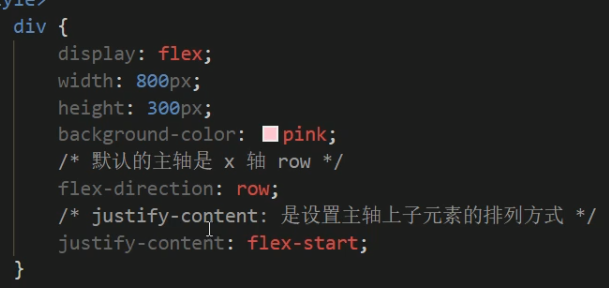 div {
display: flex;
width: 800px;
height: 300px;
background-color: pink;
/* 默认的主轴是 x 轴 row */
flex-direction: row;
/* justify-content: 是设置主轴上子元素的排列方式 */
justify-content: flex-start;
}